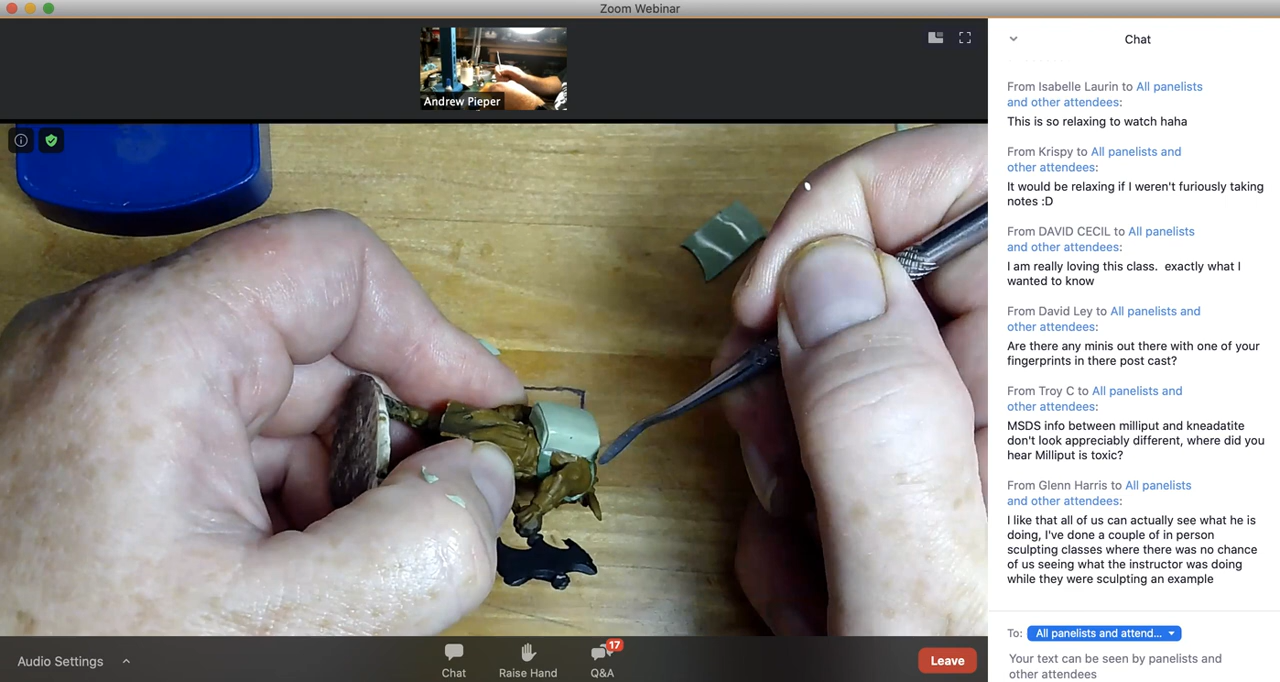 Zoom Webinar
Andrew Pieper
Chat
From Isabelle Laurin to All panelists
and other attendees:
This is so relaxing to watch haha
From Krispy to All panelists and
other attendees:
It would be relaxing if I weren't furiously taking
notes :D
From DAVID CECIL to All panelists
and other attendees:
I am really loving this class.  exactly what I
wanted to know
From David Ley to All panelists and
other attendees:
Are there any minis out there with one of your
fingerprints in there post cast?
From Troy C to All panelists and
other attendees:
MSDS info between milliput and kneadatite
don't look appreciably different, where did you
hear Milliput is toxic?
From Glenn Harris to All panelists
and other attendees:
I like that all of us can actually see what he is
doing, I've done a couple of in person
sculpting classes where there was no chance
of us seeing what the instructor was doing
while they were sculpting an example
To: All panelists and attend...
Your text can be seen by panelists and
other attendees
Audio Settings
Chat
Raise Hand
17
Q&A
Leave